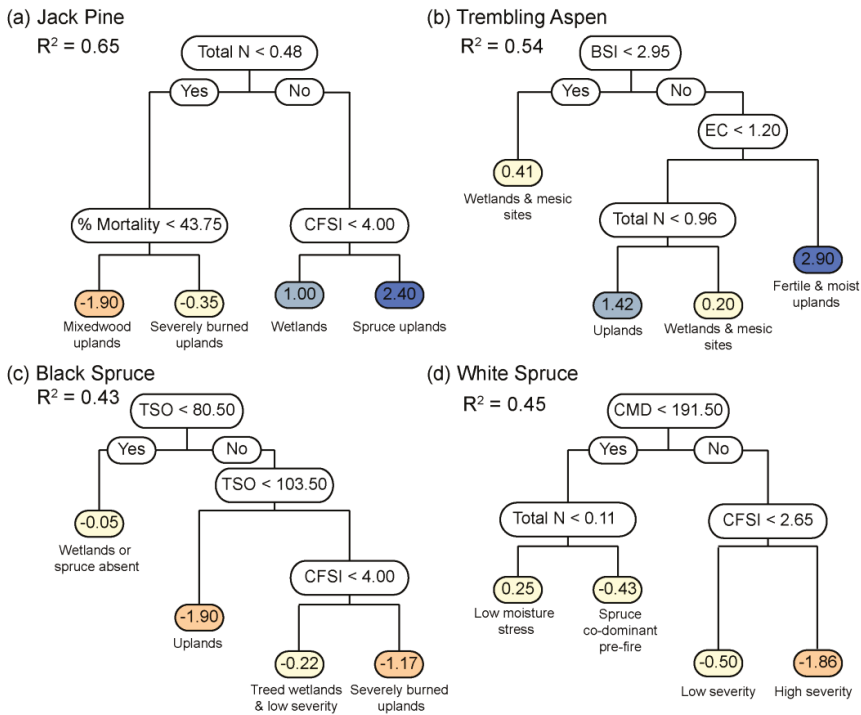 (a) Jack Pine
R² = 0.65
Total N < 0.48
Yes
No
% Mortality < 43.75
CFSI < 4.00
-1.90
-0.35
1.00
2.40
Mixedwood
uplands
Severely burned
uplands
Wetlands
Spruce uplands
(b) Trembling Aspen
R² = 0.54
BSI < 2.95
Yes
No
EC < 1.20
0.41
Wetlands & mesic
sites
Total N < 0.96
2.90
Fertile & moist
uplands
1.42
0.20
Uplands
Wetlands & mesic
sites
(c) Black Spruce
R² = 0.43
TSO < 80.50
Yes
No
TSO < 103.50
-0.05
Wetlands or
spruce absent
CFSI < 4.00
-1.90
Uplands
-0.22
-1.17
Treed wetlands
& low severity
Severely burned
uplands
(d) White Spruce
R² = 0.45
CMD < 191.50
Yes
No
Total N < 0.11
CFSI < 2.65
0.25
-0.43
Low moisture
stress
Spruce
co-dominant
pre-fire
-0.50
-1.86
Low severity
High severity